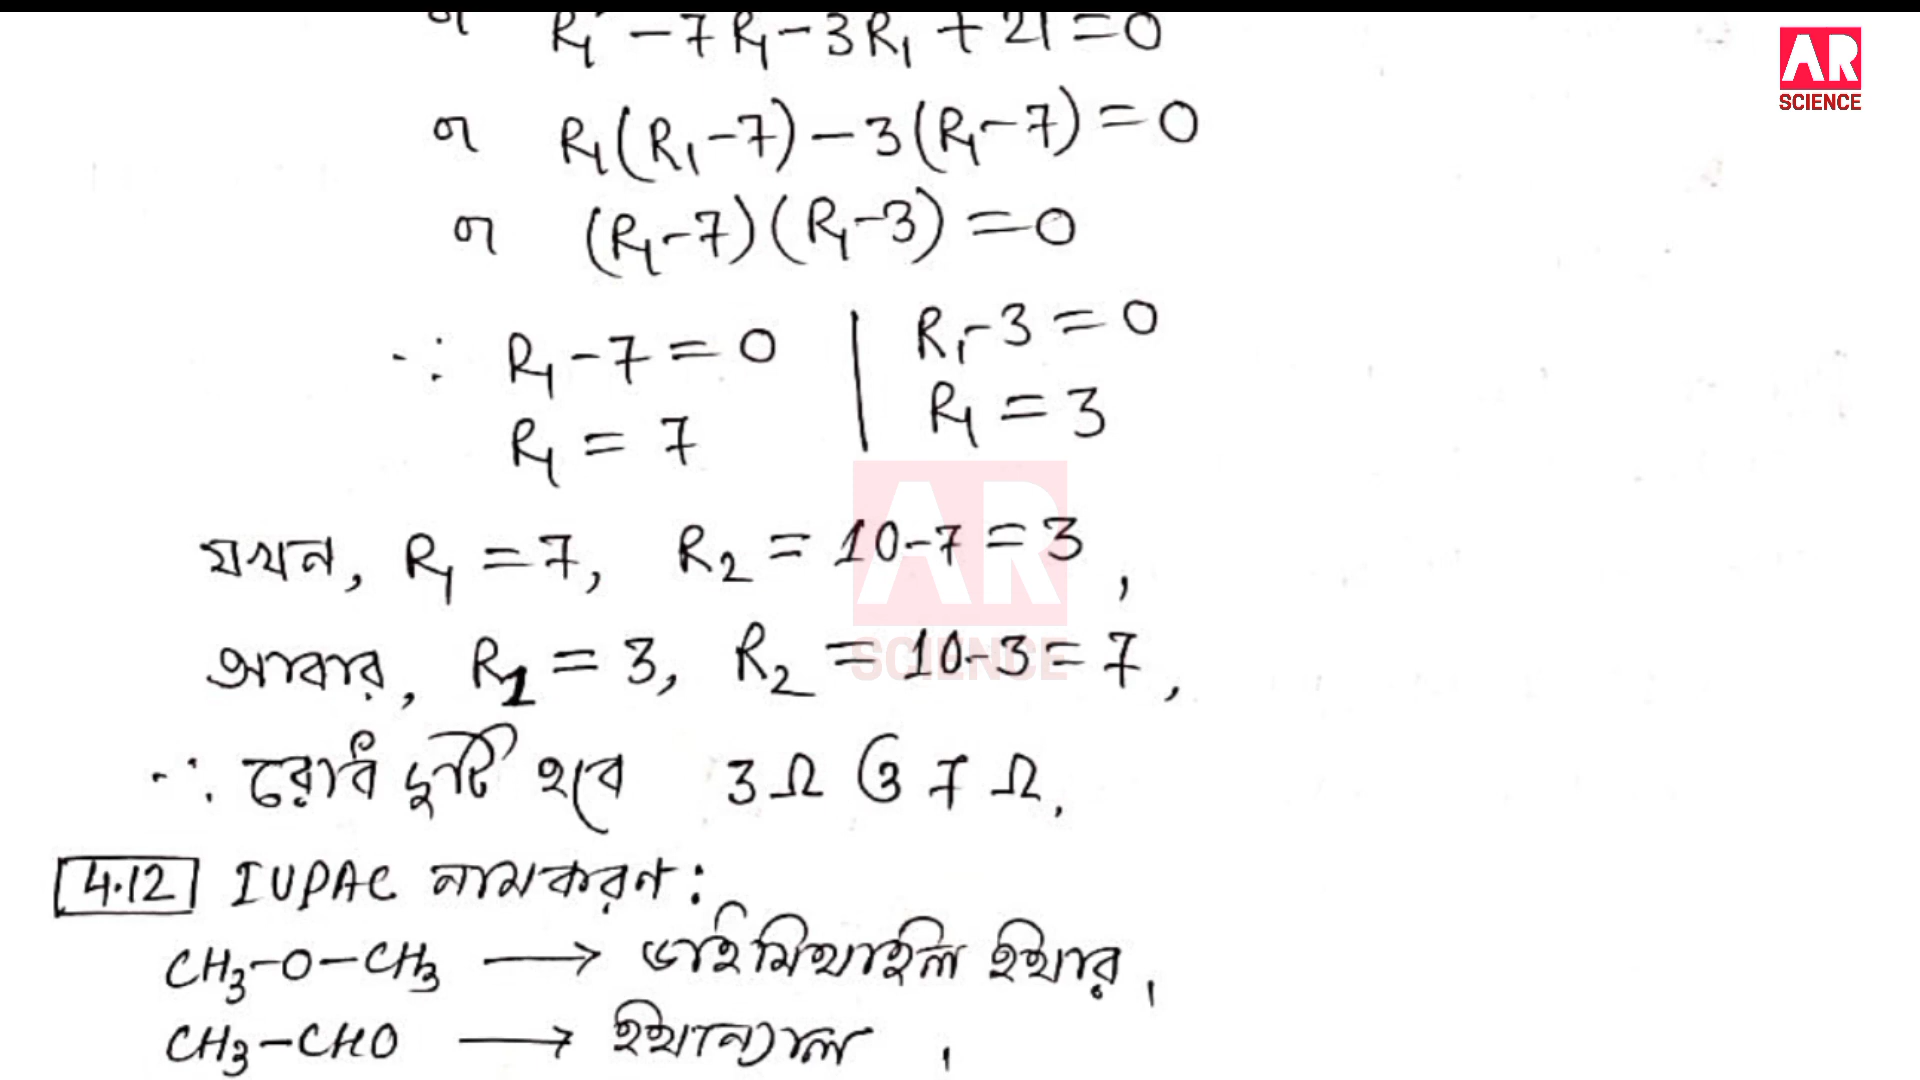 বা R₁² - 7R₁ - 3R₁ + 21 = 0
AR
SCIENCE
বা R₁(R₁-7) - 3(R₁-7) = 0
বা (R₁-7)(R₁-3) = 0
∴ R₁-7=0 | R₁-3=0
R₁ = 7 | R₁ = 3
যখন, R₁ = 7, R₂ = 10-7 = 3,
আবার, R₁ = 3, R₂ = 10-3 = 7,
∴ রোধ দুটি হবে 3Ω ও 7Ω.
AR
SCIENCE
4.12 IUPAC নামকরণ:
CH₃-O-CH₃ → ডাইমিথাইল ইথার,
CH₃-CHO → ইথান্যাল,